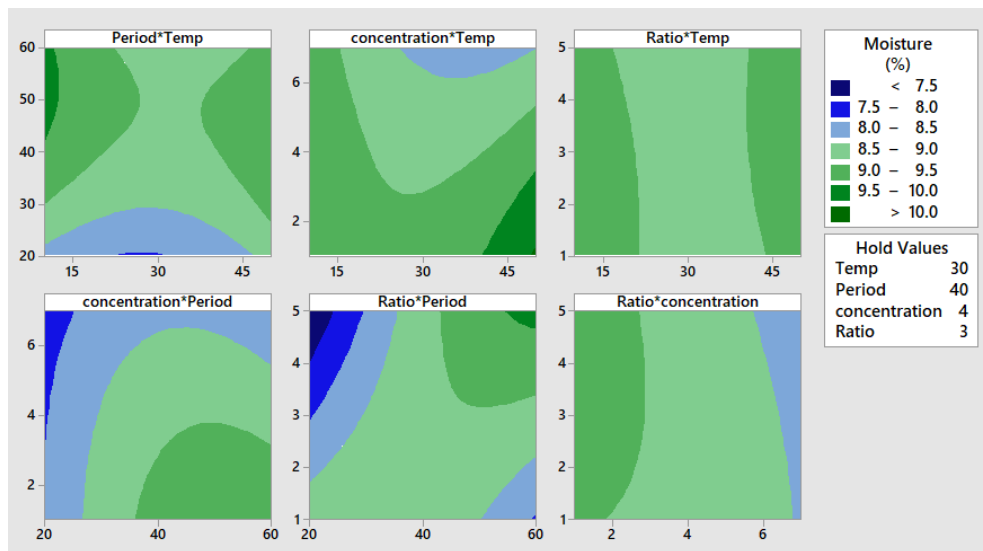 Period*Temp
60
50
40
30
20
15 30 45
concentration*Temp
6
4
2
15 30 45
Ratio*Temp
5
4
3
2
1
15 30 45
Moisture
(%)
< 7.5
7.5 – 8.0
8.0 – 8.5
8.5 – 9.0
9.0 – 9.5
9.5 – 10.0
> 10.0
Hold Values
Temp 30
Period 40
concentration 4
Ratio 3
concentration*Period
6
4
2
20 40 60
Ratio*Period
5
4
3
2
1
20 40 60
Ratio*concentration
5
4
3
2
1
2 4 6